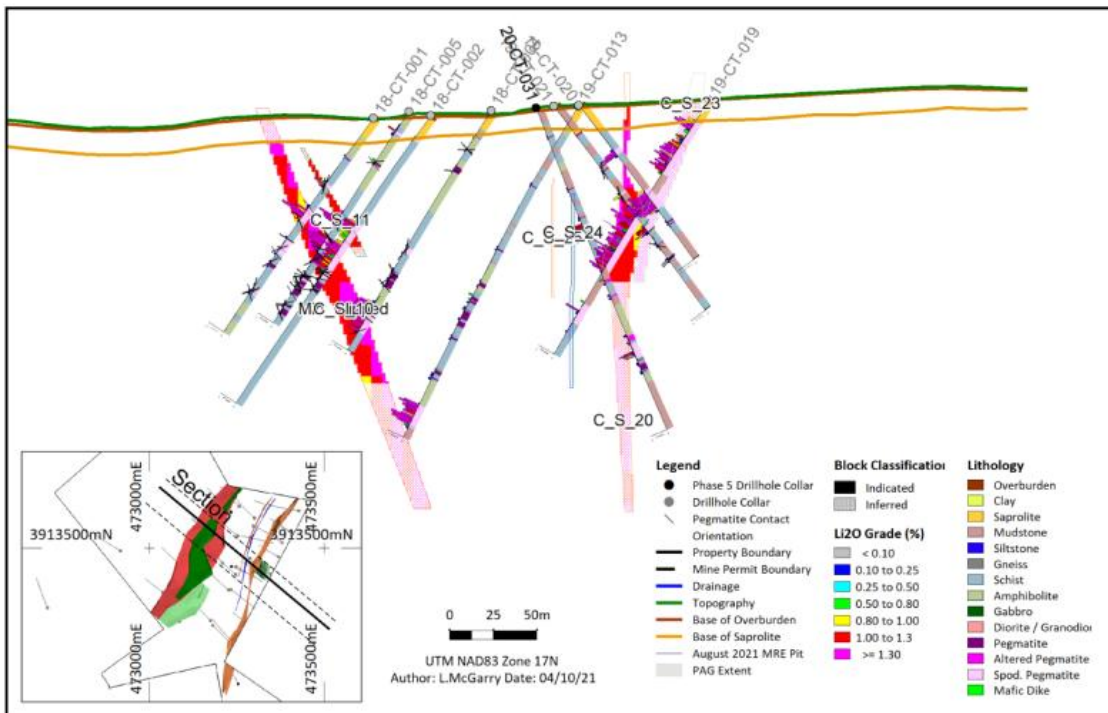 18-CT-001
18-CT-005
18-CT-002
20-CT-031
19-CT-013
19-CT-019
C_S_23
C_S_11
C_S_24
C_S_20
Section
473000mE
473500mE
3913500mN
3913500mN
473000mE
473500mE
0 25 50m
UTM NAD83 Zone 17N
Author: L.McGarry Date: 04/10/21
Legend
Phase 5 Drillhole Collar
Drillhole Collar
Pegmatite Contact
Orientation
Property Boundary
Mine Permit Boundary
Drainage
Topography
Base of Overburden
Base of Saprolite
August 2021 MRE Pit
PAG Extent
Block Classification
Indicated
Inferred
Li2O Grade (%)
< 0.10
0.10 to 0.25
0.25 to 0.50
0.50 to 0.80
0.80 to 1.00
1.00 to 1.3
>= 1.30
Lithology
Overburden
Clay
Saprolite
Mudstone
Siltstone
Gneiss
Schist
Amphibolite
Gabbro
Diorite / Granodior
Pegmatite
Altered Pegmatite
Spod. Pegmatite
Mafic Dike